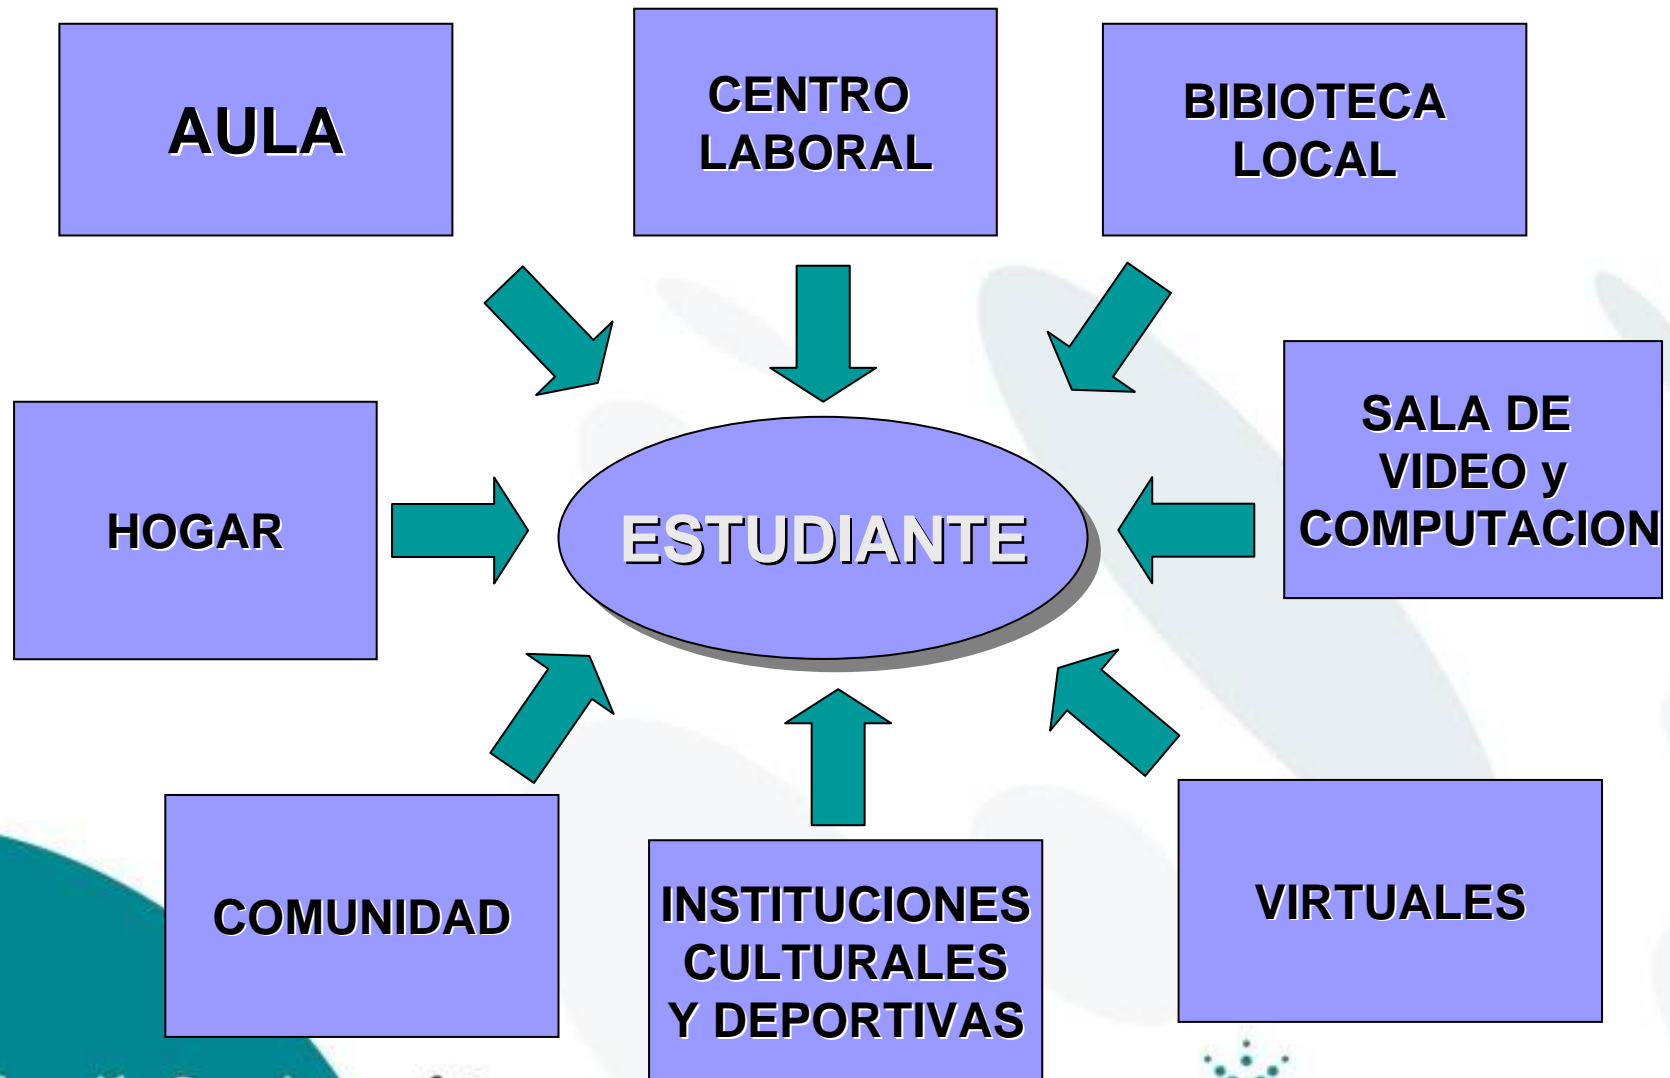 AULA
CENTRO
LABORAL
BIBIOTECA
LOCAL
HOGAR
ESTUDIANTE
SALA DE
VIDEO y
COMPUTACION
COMUNIDAD
INSTITUCIONES
CULTURALES
Y DEPORTIVAS
VIRTUALES